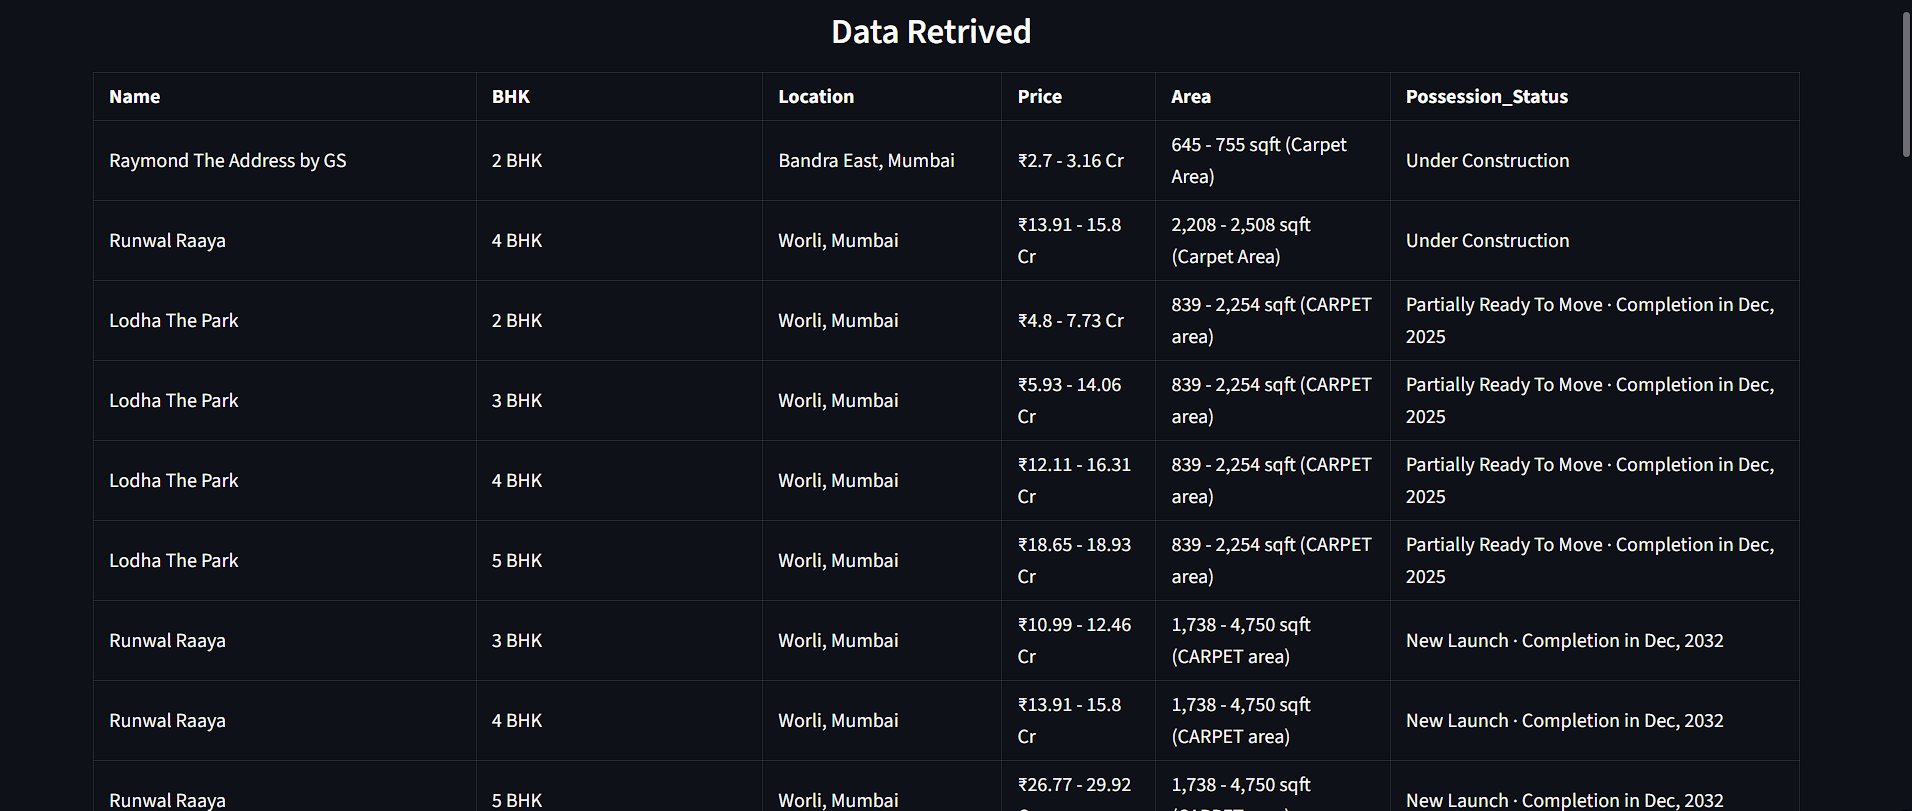 Data Retrived
Name BHK Location Price Area Possession_Status
Raymond The Address by GS 2 BHK Bandra East, Mumbai ₹2.7 - 3.16 Cr 645 - 755 sqft (Carpet
Area) Under Construction
Runwal Raaya 4 BHK Worli, Mumbai ₹13.91 - 15.8
Cr 2,208 - 2,508 sqft
(Carpet Area) Under Construction
Lodha The Park 2 BHK Worli, Mumbai ₹4.8 - 7.73 Cr 839 - 2,254 sqft (CARPET
area) Partially Ready To Move · Completion in Dec,
2025
Lodha The Park 3 BHK Worli, Mumbai ₹5.93 - 14.06
Cr 839 - 2,254 sqft (CARPET
area) Partially Ready To Move · Completion in Dec,
2025
Lodha The Park 4 BHK Worli, Mumbai ₹12.11 - 16.31
Cr 839 - 2,254 sqft (CARPET
area) Partially Ready To Move · Completion in Dec,
2025
Lodha The Park 5 BHK Worli, Mumbai ₹18.65 - 18.93
Cr 839 - 2,254 sqft (CARPET
area) Partially Ready To Move · Completion in Dec,
2025
Runwal Raaya 3 BHK Worli, Mumbai ₹10.99 - 12.46
Cr 1,738 - 4,750 sqft
(CARPET area) New Launch · Completion in Dec, 2032
Runwal Raaya 4 BHK Worli, Mumbai ₹13.91 - 15.8
Cr 1,738 - 4,750 sqft
(CARPET area) New Launch · Completion in Dec, 2032
Runwal Raaya 5 BHK Worli, Mumbai ₹26.77 - 29.92
1,738 - 4,750 sqft
New Launch · Completion in Dec, 2032